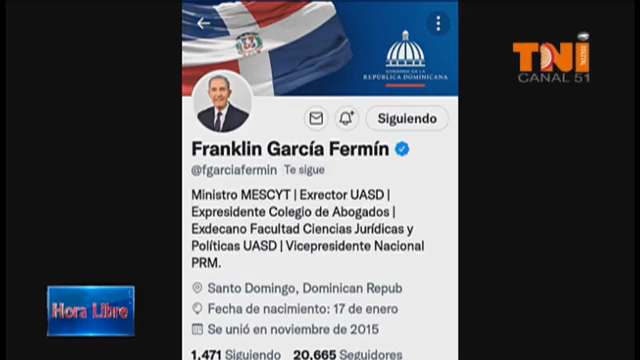 GOBIERNO DE LA
REPÚBLICA DOMINICANA
TNi
DIGITAL
CANAL 51
Siguiendo
Franklin García Fermín
@fgarciafermin Te sigue
Ministro MESCYT | Exrector UASD |
Expresidente Colegio de Abogados |
Exdecano Facultad Ciencias Jurídicas y
Políticas UASD | Vicepresidente Nacional
PRM.
Santo Domingo, Dominican Repub
Fecha de nacimiento: 17 de enero
Se unió en noviembre de 2015
1,471 Siguiendo 20,665 Seguidores
Hora Libre